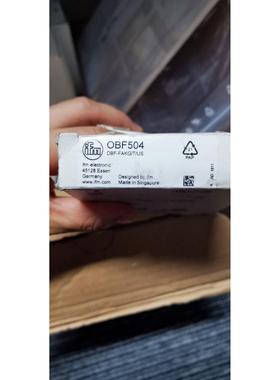 ifm
OBF504
OBF-FAKG/T/US
ifm electronic
45128 Essen
Germany
www.ifm.com
Designed by ifm
Made in Singapore
PAP